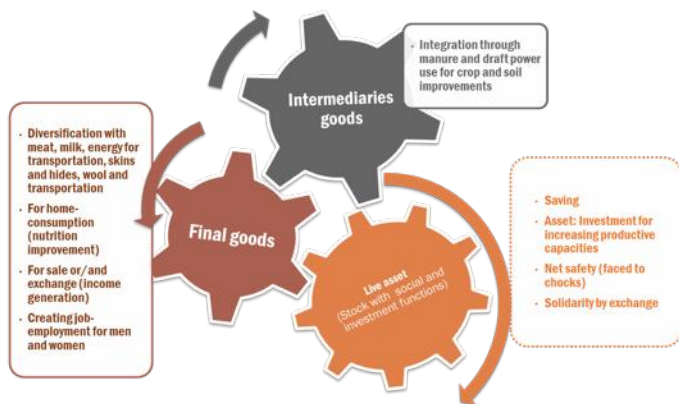 · Integration through
manure and draft power
use for crop and soil
improvements
Intermediaries
goods
· Diversification with
meat, milk, energy for
transportation, skins
and hides, wool and
transportation
· For home-
consumption
(nutrition
improvement)
· For sale or/and
exchange (income
generation)
· Creating job-
employment for men
and women
Final goods
Live asset
(Stock with social and
investment functions)
· Saving
· Asset: Investment for
increasing productive
capacities
· Net safety (faced to
chocks)
· Solidarity by exchange